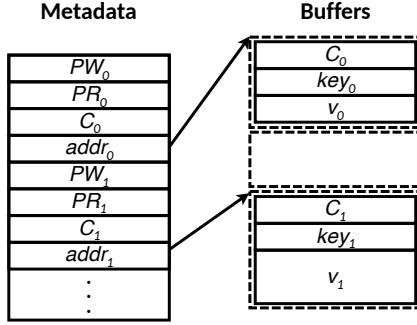 Metadata
PW₀
PR₀
C₀
addr₀
PW₁
PR₁
C₁
addr₁
.
.
.
Buffers
C₀
key₀
v₀
C₁
key₁
v₁